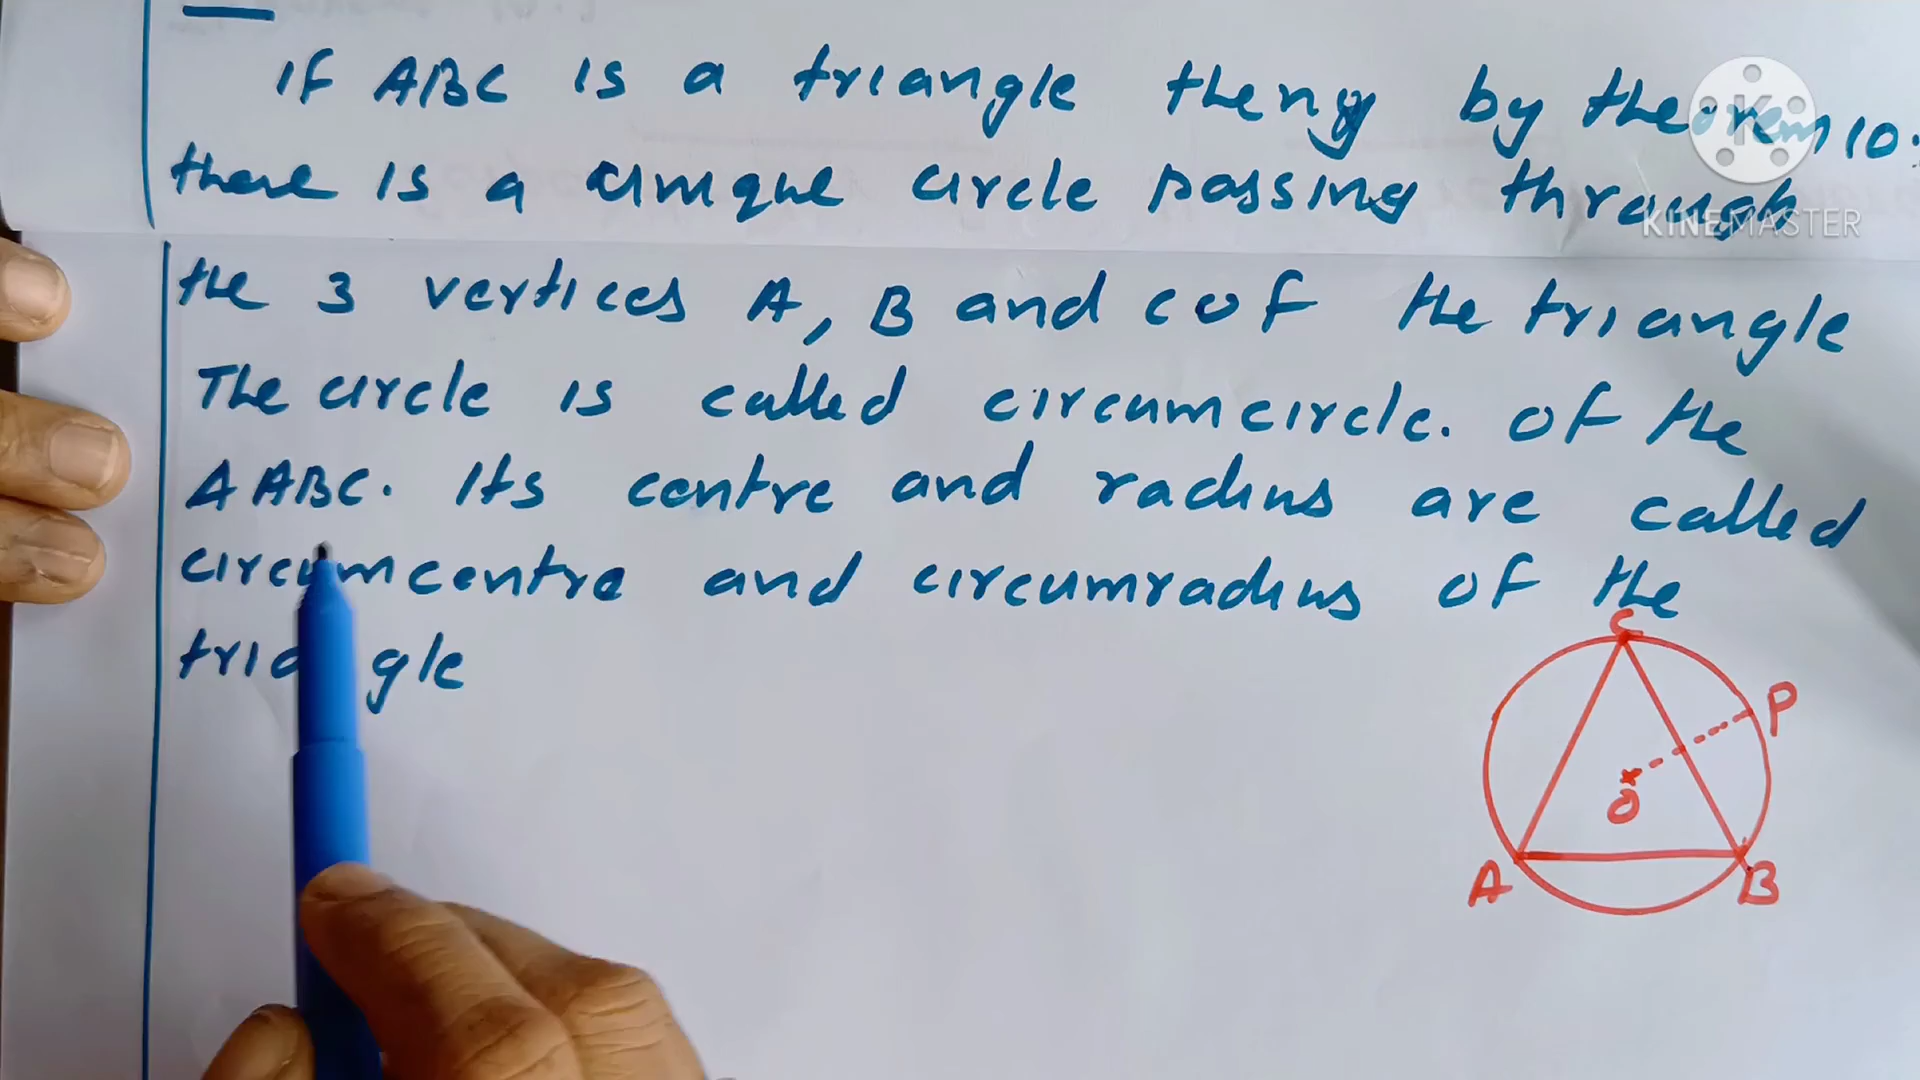 If ABC is a triangle then by theorem 10.
there is a unique circle passing through
the 3 vertices A, B and C of the triangle
The circle is called circumcircle. of the
Δ ABC. Its centre and radius are called
circumcentre and circumradius of the
triangle
C
P
O
A B
K
KINEMASTER